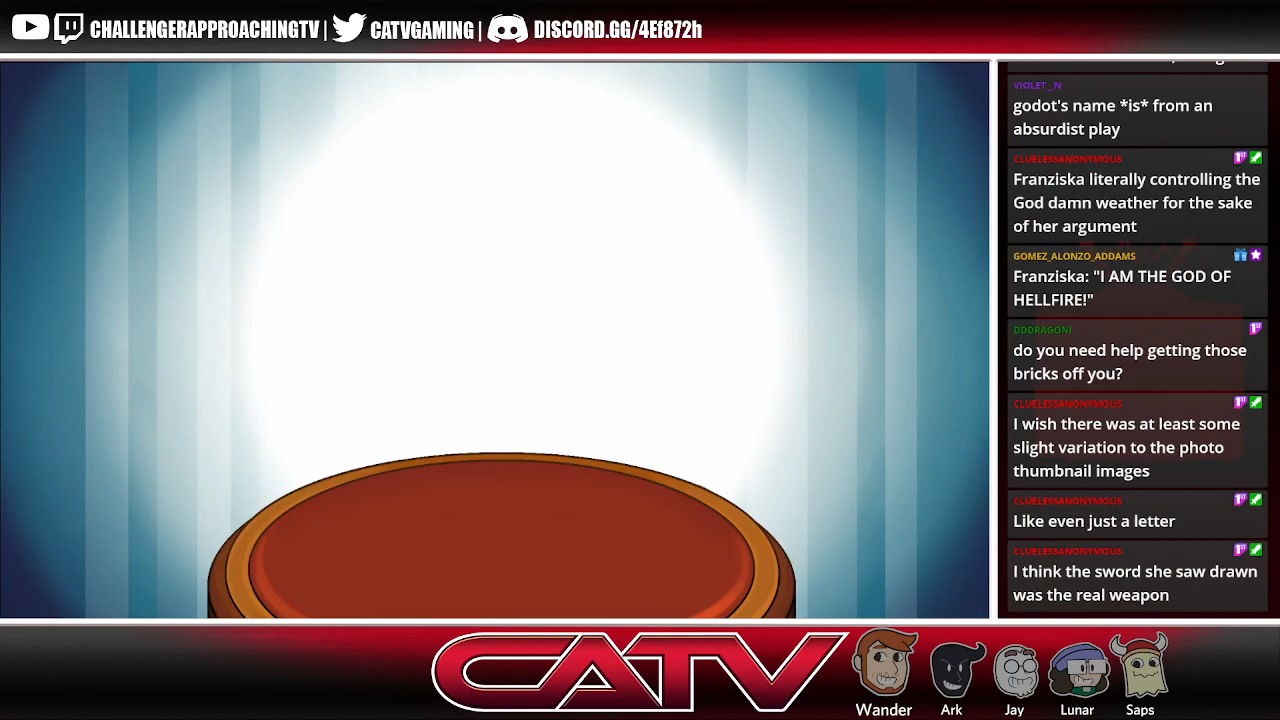 CHALLENGERAPPROACHINGTV | CATVGAMING | DISCORD.GG/4Ef872h
VIOLET__N
godot's name *is* from an
absurdist play
CLUELESSANONYMOUS
Franziska literally controlling the
God damn weather for the sake
of her argument
GOMEZ_ALONZO_ADDAMS
Franziska: "I AM THE GOD OF
HELLFIRE!"
DDDRAGONI
do you need help getting those
bricks off you?
CLUELESSANONYMOUS
I wish there was at least some
slight variation to the photo
thumbnail images
CLUELESSANONYMOUS
Like even just a letter
CLUELESSANONYMOUS
I think the sword she saw drawn
was the real weapon
CATV
Wander Ark Jay Lunar Saps